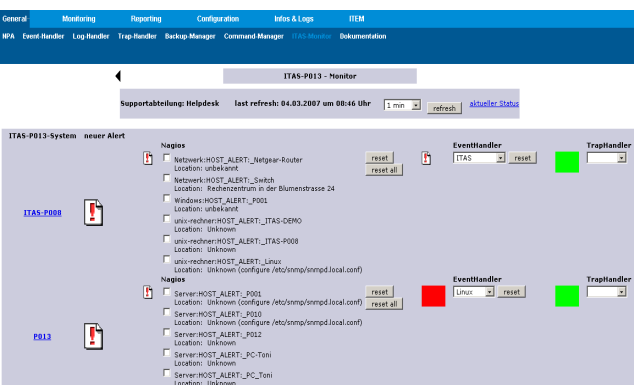 General Monitoring Reporting Configuration Infos & Logs ITEM
NPA Event-Handler Log-Handler Trap-Handler Backup-Manager Command-Manager ITAS-Monitor Dokumentation
ITAS-P013 - Monitor
Supportabteilung: Helpdesk last refresh: 04.03.2007 um 08:46 Uhr 1 min refresh aktueller Status
ITAS-P013-System neuer Alert
Nagios EventHandler TrapHandler
Netzwerk:HOST_ALERT:_Netgear-Router reset ITAS reset
Location: unbekannt reset all
Netzwerk:HOST_ALERT:_Switch
Location: Rechenzentrum in der Blumenstrasse 24
Windows:HOST_ALERT:_P001
Location: unbekannt
ITAS-P008
unix-rechner:HOST_ALERT:_ITAS-DEMO
Location: Unknown
unix-rechner:HOST_ALERT:_ITAS-P008
Location: Unknown
unix-rechner:HOST_ALERT:_Linux
Location: Unknown (configure /etc/snmp/snmpd.local.conf)
Nagios EventHandler TrapHandler
Server:HOST_ALERT:_P001 reset Linux reset
Location: Unknown (configure /etc/snmp/snmpd.local.conf) reset all
Server:HOST_ALERT:_P010
Location: Unknown (configure /etc/snmp/snmpd.local.conf)
P013 Server:HOST_ALERT:_P012
Location: Unknown
Server:HOST_ALERT:_PC-Toni
Location: Unknown
Server:HOST_ALERT:_PC_Toni
Location: Unknown